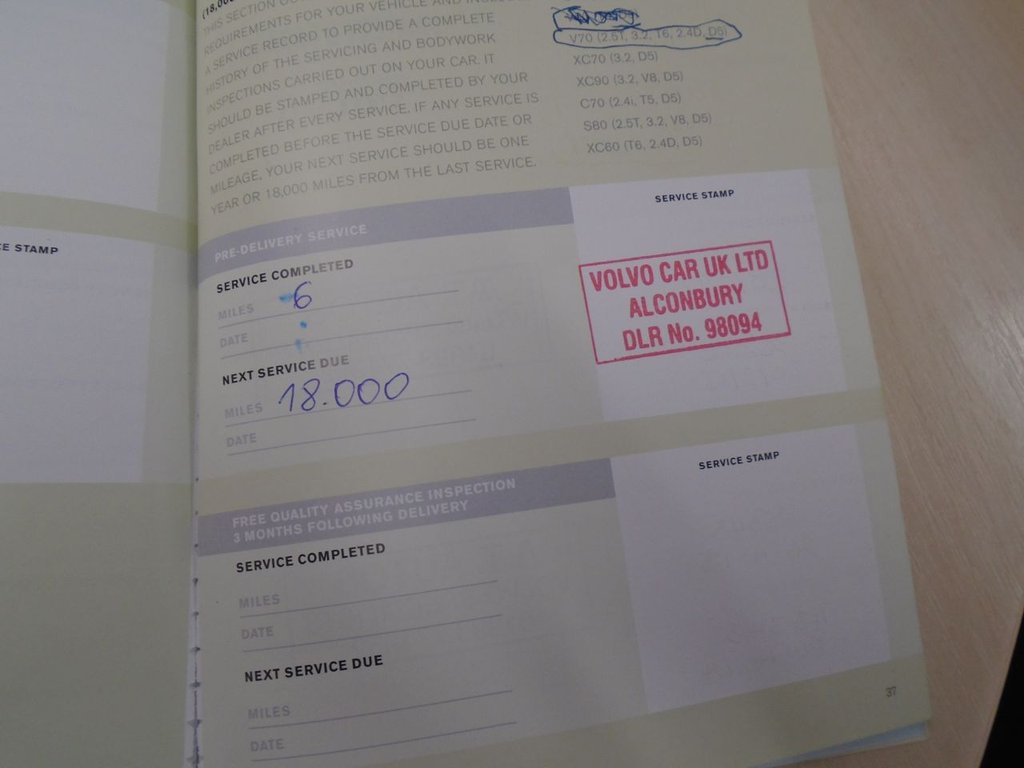 (18,00
THIS SECTION
REQUIREMENTS FOR YOUR VEHICLE AND
A SERVICE RECORD TO PROVIDE A COMPLETE
HISTORY OF THE SERVICING AND BODYWORK
INSPECTIONS CARRIED OUT ON YOUR CAR. IT
SHOULD BE STAMPED AND COMPLETED BY YOUR
DEALER AFTER EVERY SERVICE. IF ANY SERVICE IS
COMPLETED BEFORE THE SERVICE DUE DATE OR
MILEAGE, YOUR NEXT SERVICE SHOULD BE ONE
YEAR OR 18,000 MILES FROM THE LAST SERVICE.
V70 (2.5T, 3.2, T6, 2.4D, D5)
XC70 (3.2, D5)
XC90 (3.2, V8, D5)
C70 (2.4i, T5, D5)
S80 (2.5T, 3.2, V8, D5)
XC60 (T6, 2.4D, D5)
CE STAMP
PRE-DELIVERY SERVICE
SERVICE COMPLETED
MILES 6
DATE
NEXT SERVICE DUE
MILES 18.000
DATE
SERVICE STAMP
VOLVO CAR UK LTD
ALCONBURY
DLR No. 98094
FREE QUALITY ASSURANCE INSPECTION
3 MONTHS FOLLOWING DELIVERY
SERVICE COMPLETED
MILES
DATE
NEXT SERVICE DUE
MILES
DATE
SERVICE STAMP
37